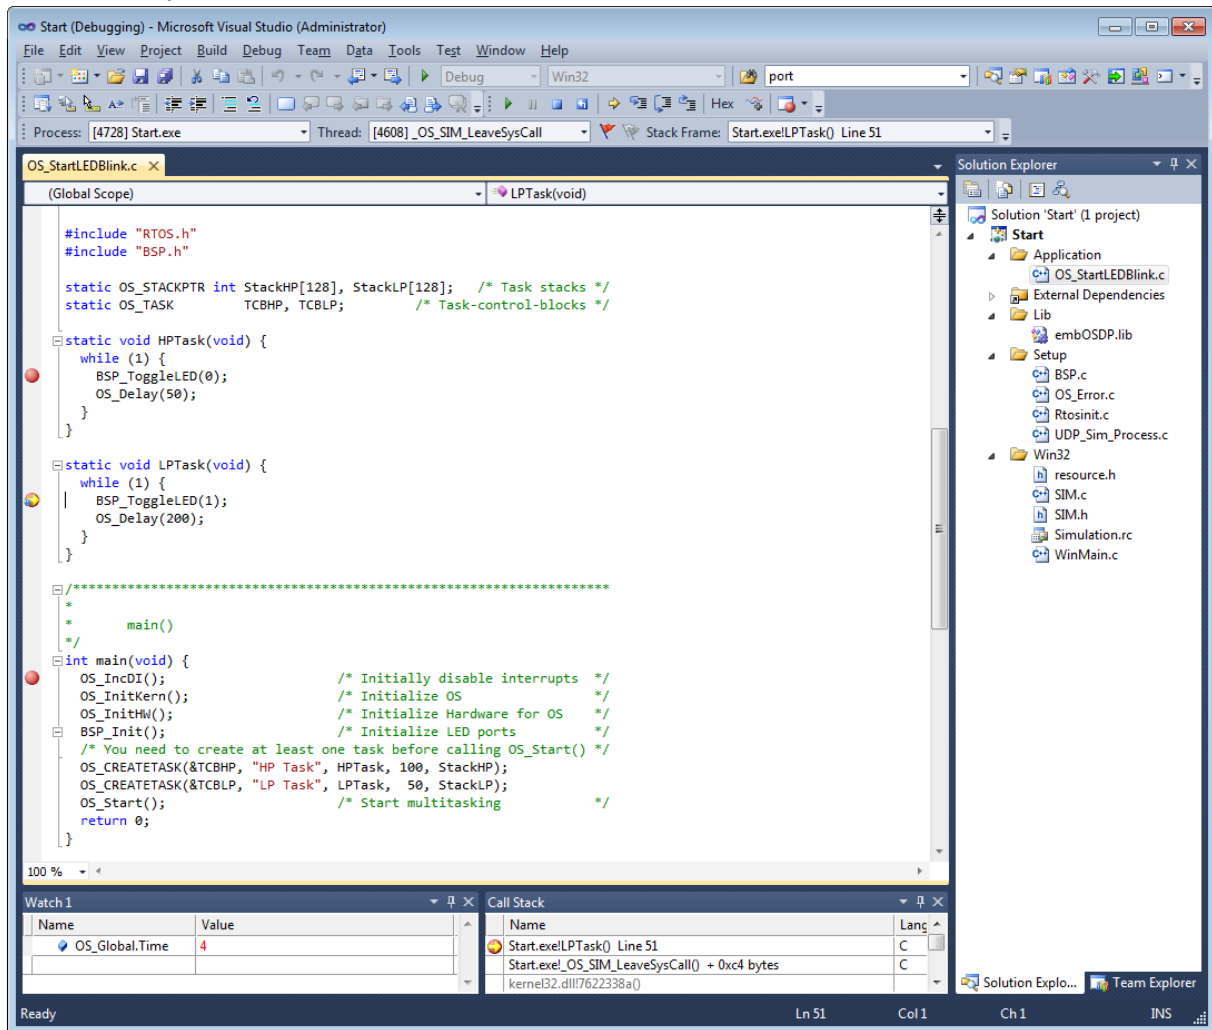 Start (Debugging) - Microsoft Visual Studio (Administrator)
File Edit View Project Build Debug Team Data Tools Test Window Help
Debug Win32 port
Hex
Process: [4728] Start.exe Thread: [4608] _OS_SIM_LeaveSysCall Stack Frame: Start.exe!LPTask() Line 51
OS_StartLEDBlink.c
(Global Scope) LPTask(void)
#include "RTOS.h"
#include "BSP.h"
static OS_STACKPTR int StackHP[128], StackLP[128]; /* Task stacks */
static OS_TASK TCBHP, TCBLP; /* Task-control-blocks */
static void HPTask(void) {
while (1) {
BSP_ToggleLED(0);
OS_Delay(50);
}
}
static void LPTask(void) {
while (1) {
BSP_ToggleLED(1);
OS_Delay(200);
}
}
/*********************************************************************
*
* main()
*/
int main(void) {
OS_IncDI(); /* Initially disable interrupts */
OS_InitKern(); /* Initialize OS */
OS_InitHW(); /* Initialize Hardware for OS */
BSP_Init(); /* Initialize LED ports */
/* You need to create at least one task before calling OS_Start() */
OS_CREATETASK(&TCBHP, "HP Task", HPTask, 100, StackHP);
OS_CREATETASK(&TCBLP, "LP Task", LPTask, 50, StackLP);
OS_Start(); /* Start multitasking */
return 0;
}
100 %
Solution Explorer
Solution 'Start' (1 project)
Start
Application
OS_StartLEDBlink.c
External Dependencies
Lib
embOSDP.lib
Setup
BSP.c
OS_Error.c
Rtosinit.c
UDP_Sim_Process.c
Win32
resource.h
SIM.c
SIM.h
Simulation.rc
WinMain.c
Solution Explo... Team Explorer
Watch 1
Name Value
OS_Global.Time 4
Call Stack
Name Lang
Start.exe!LPTask() Line 51 C
Start.exe!_OS_SIM_LeaveSysCall() + 0xc4 bytes C
kernel32.dll!7622338a()
Ready Ln 51 Col 1 Ch 1 INS